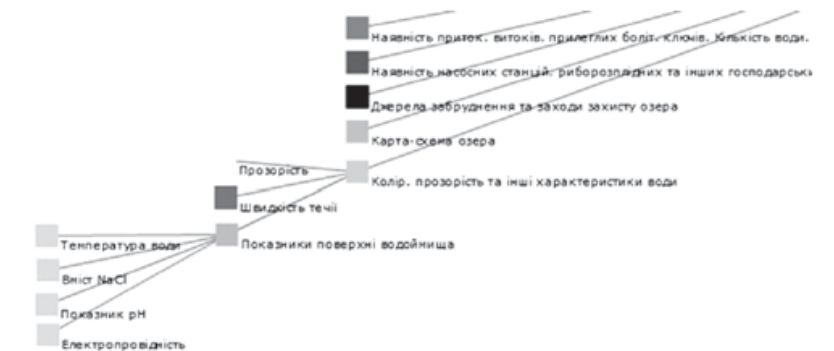 Наявність приток. витоків. прилеглих боліт. ключів. Кількість води.
Наявність насосних станцій. риборозплідних та інших господарськ
Джерела забруднення та заходи захисту озера
Карта-схема озера
Прозорість
Колір. прозорість та інші характеристики води
Швидкість течії
Показники поверхні водоймища
Температура води
Вміст NaCl
Показник pH
Електропровідність